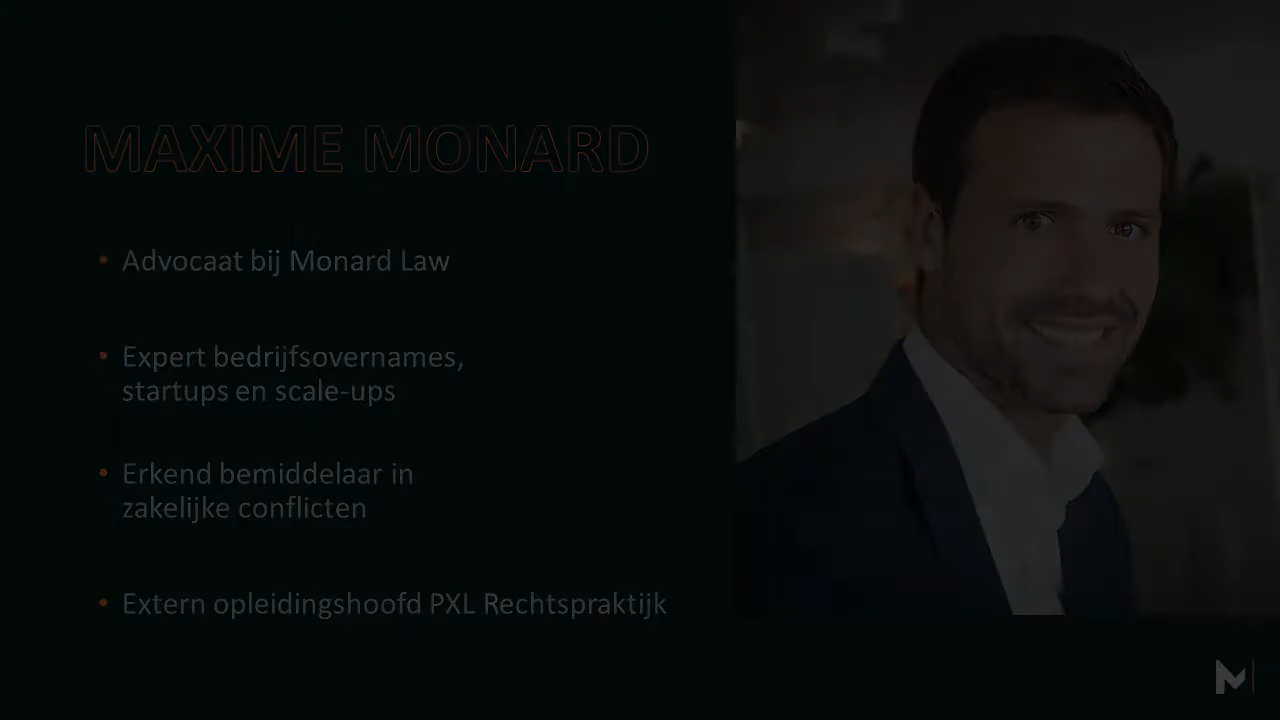 MAXIME MONARD
• Advocaat bij Monard Law
• Expert bedrijfsovernames,
startups en scale-ups
• Erkend bemiddelaar in
zakelijke conflicten
• Extern opleidingshoofd PXL Rechtspraktijk
M